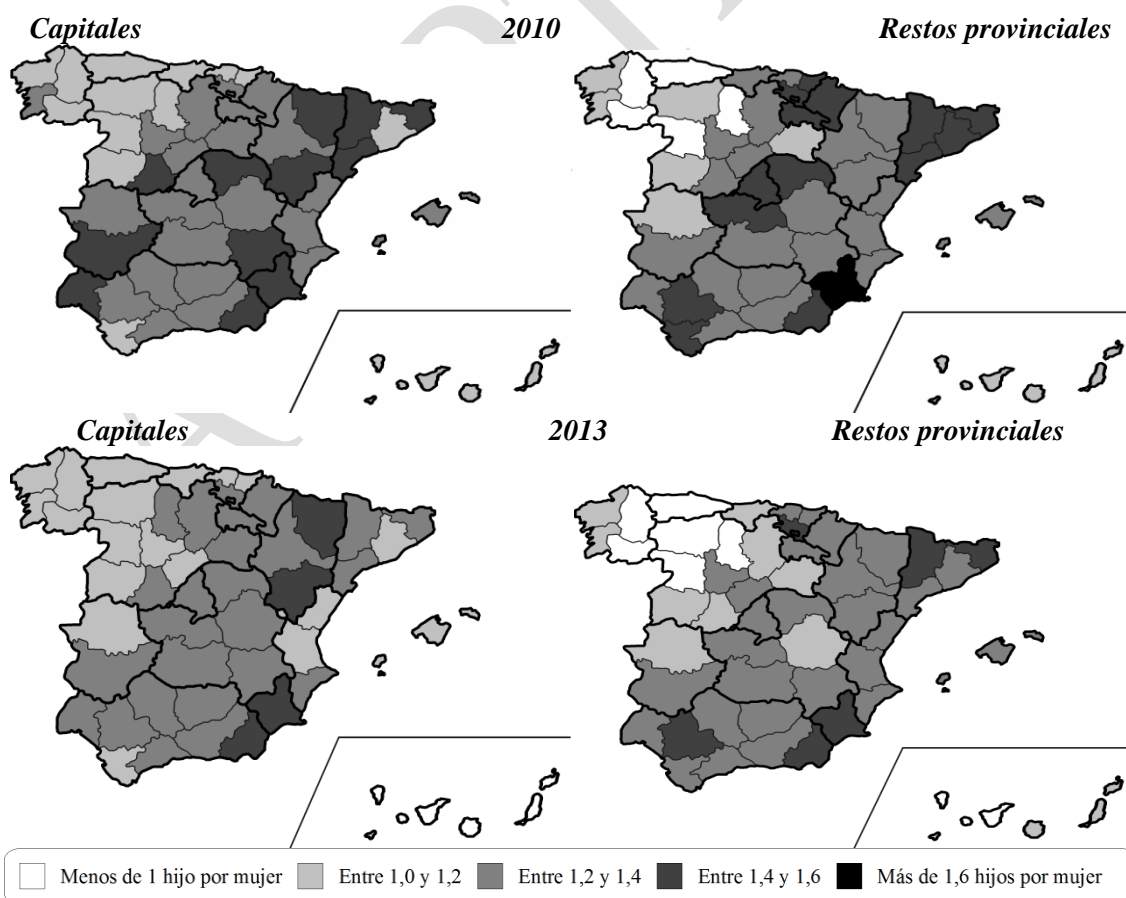 Capitales 2010 Restos provinciales
Capitales 2013 Restos provinciales
Menos de 1 hijo por mujer Entre 1,0 y 1,2 Entre 1,2 y 1,4 Entre 1,4 y 1,6 Más de 1,6 hijos por mujer